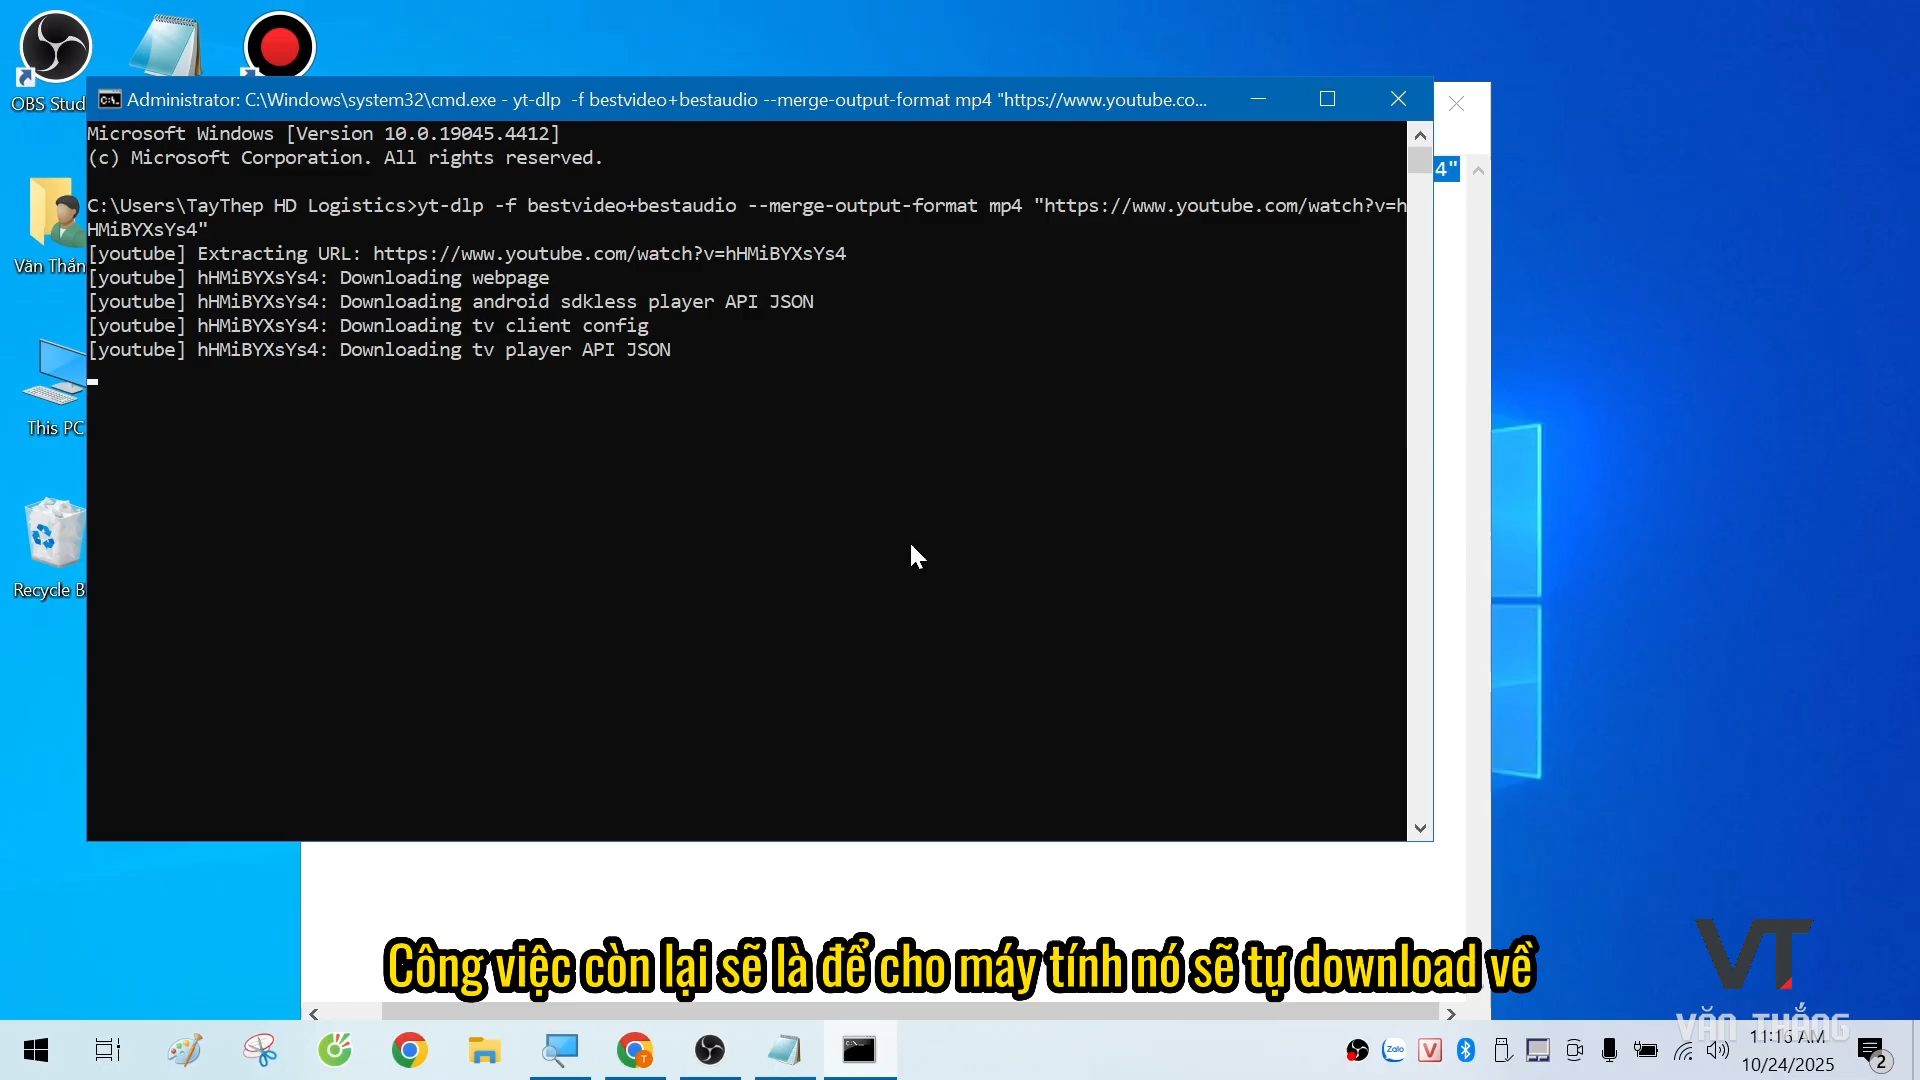 OBS Stud
Administrator: C:\Windows\system32\cmd.exe - yt-dlp  -f bestvideo+bestaudio --merge-output-format mp4 "https://www.youtube.co...
Microsoft Windows [Version 10.0.19045.4412]
(c) Microsoft Corporation. All rights reserved.
4"
C:\Users\TayThep HD Logistics>yt-dlp -f bestvideo+bestaudio --merge-output-format mp4 "https://www.youtube.com/watch?v=h
HMiBYXsYs4"
[youtube] Extracting URL: https://www.youtube.com/watch?v=hHMiBYXsYs4
[youtube] hHMiBYXsYs4: Downloading webpage
[youtube] hHMiBYXsYs4: Downloading android sdkless player API JSON
[youtube] hHMiBYXsYs4: Downloading tv client config
[youtube] hHMiBYXsYs4: Downloading tv player API JSON
Văn Thắn
This PC
Recycle B
Công việc còn lại sẽ là để cho máy tính nó sẽ tự download về
VT
VĂN THẮNG
Zalo
V
T
11:16 AM
10/24/2025
2